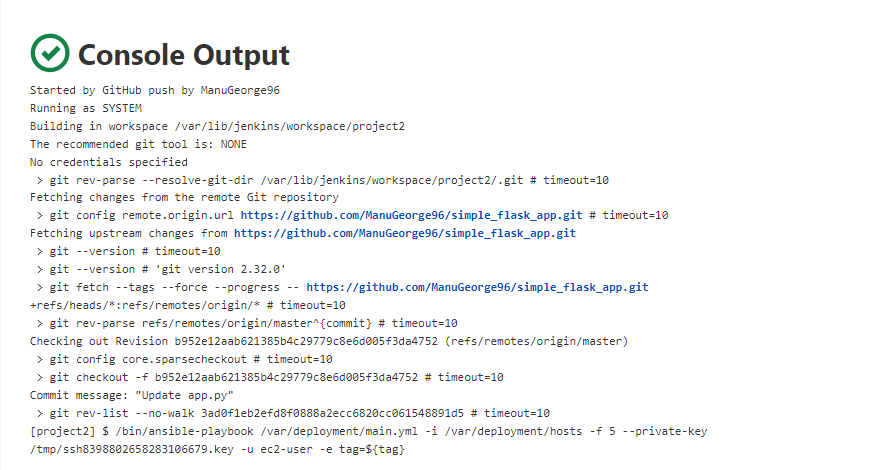 Console Output
Started by GitHub push by ManuGeorge96
Running as SYSTEM
Building in workspace /var/lib/jenkins/workspace/project2
The recommended git tool is: NONE
No credentials specified
> git rev-parse --resolve-git-dir /var/lib/jenkins/workspace/project2/.git # timeout=10
Fetching changes from the remote Git repository
> git config remote.origin.url https://github.com/ManuGeorge96/simple_flask_app.git # timeout=10
Fetching upstream changes from https://github.com/ManuGeorge96/simple_flask_app.git
> git --version # timeout=10
> git --version # 'git version 2.32.0'
> git fetch --tags --force --progress -- https://github.com/ManuGeorge96/simple_flask_app.git
+refs/heads/*:refs/remotes/origin/* # timeout=10
> git rev-parse refs/remotes/origin/master^{commit} # timeout=10
Checking out Revision b952e12aab621385b4c29779c8e6d005f3da4752 (refs/remotes/origin/master)
> git config core.sparsecheckout # timeout=10
> git checkout -f b952e12aab621385b4c29779c8e6d005f3da4752 # timeout=10
Commit message: "Update app.py"
> git rev-list --no-walk 3ad0f1eb2efd8f0888a2ecc6820cc061548891d5 # timeout=10
[project2] $ /bin/ansible-playbook /var/deployment/main.yml -i /var/deployment/hosts -f 5 --private-key
/tmp/ssh8398802658283106679.key -u ec2-user -e tag=${tag}